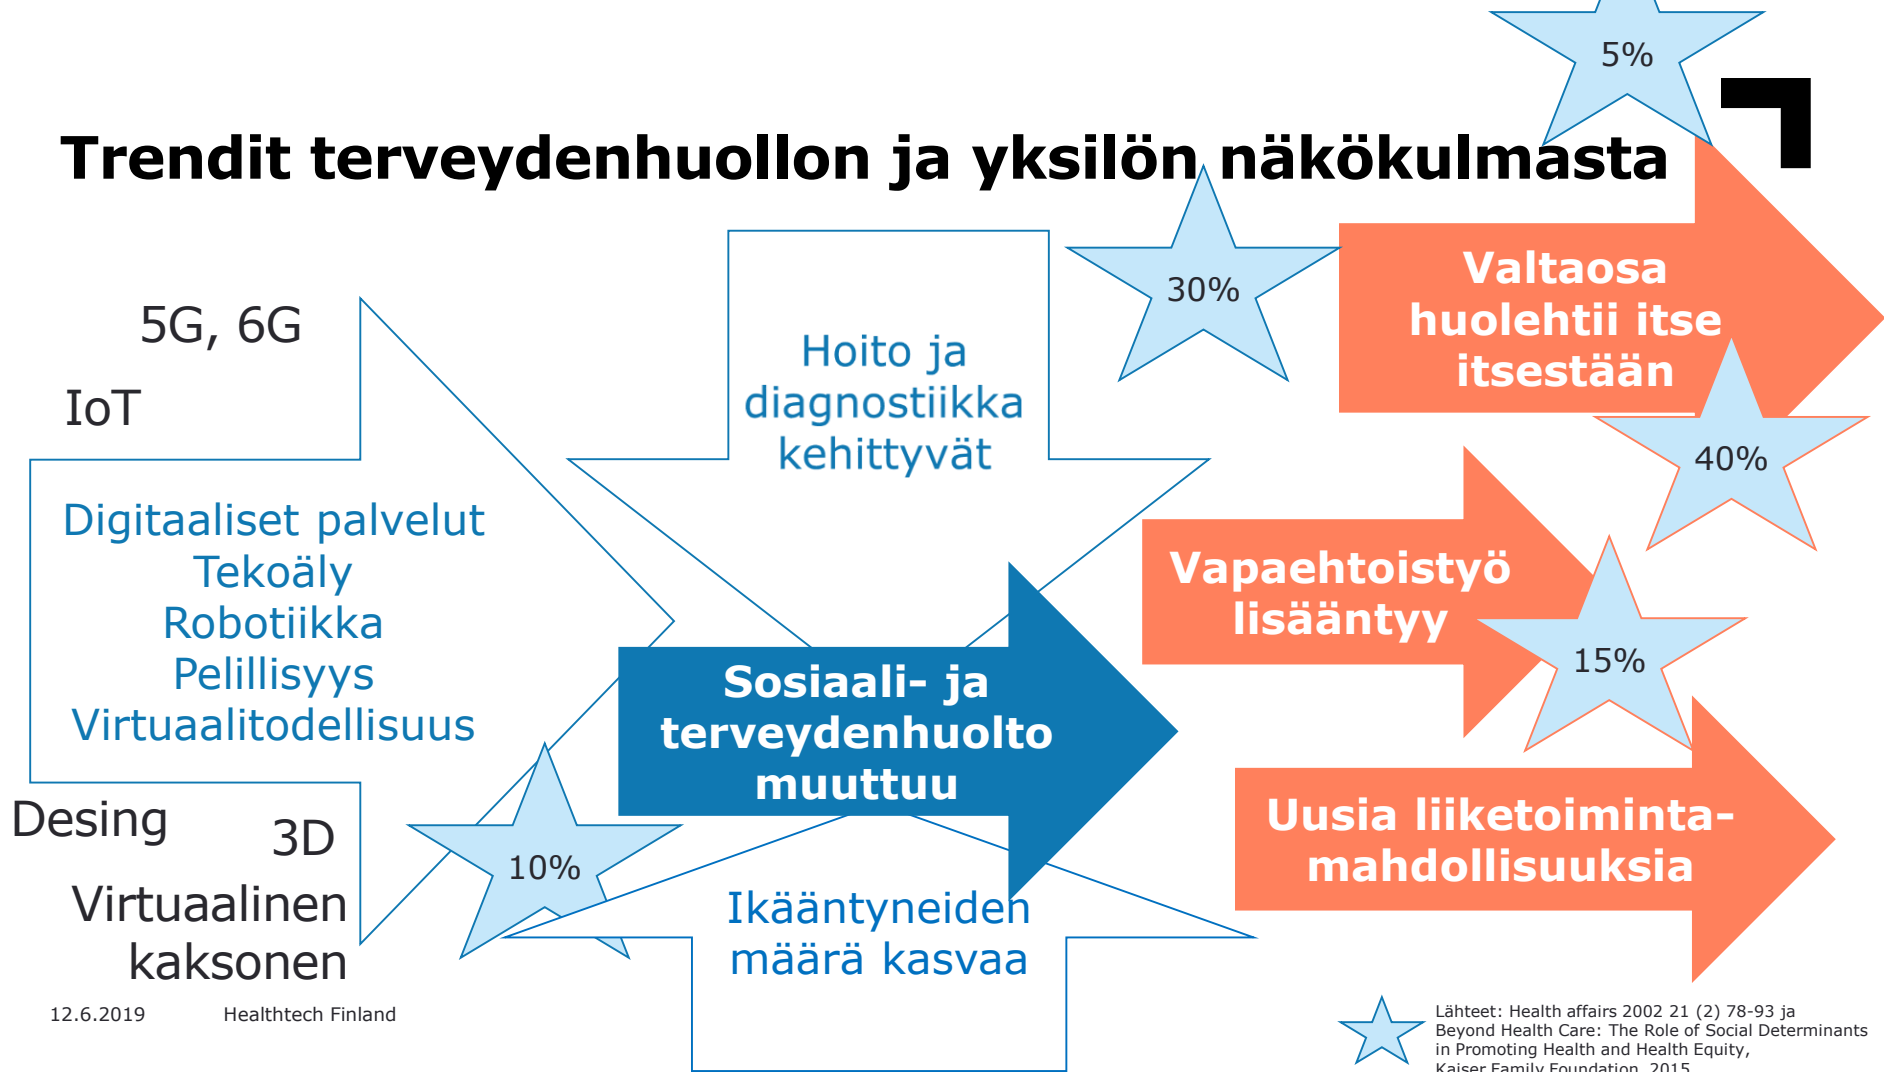 5%
Trendit terveydenhuollon ja yksilön näkökulmasta
30%
Valtaosa
huolehtii itse
itsestään
40%
5G, 6G
IoT
Hoito ja
diagnostiikka
kehittyvät
Digitaaliset palvelut
Tekoäly
Robotiikka
Pelillisyys
Virtuaalitodellisuus
Vapaehtoistyö
lisääntyy
15%
Sosiaali- ja
terveydenhuolto
muuttuu
Desing
3D
10%
Uusia liiketoiminta-
mahdollisuuksia
Virtuaalinen
kaksonen
Ikääntyneiden
määrä kasvaa
12.6.2019
Healthtech Finland
Lähteet: Health affairs 2002 21 (2) 78-93 ja
Beyond Health Care: The Role of Social Determinants
in Promoting Health and Health Equity,
Kaiser Family Foundation, 2015